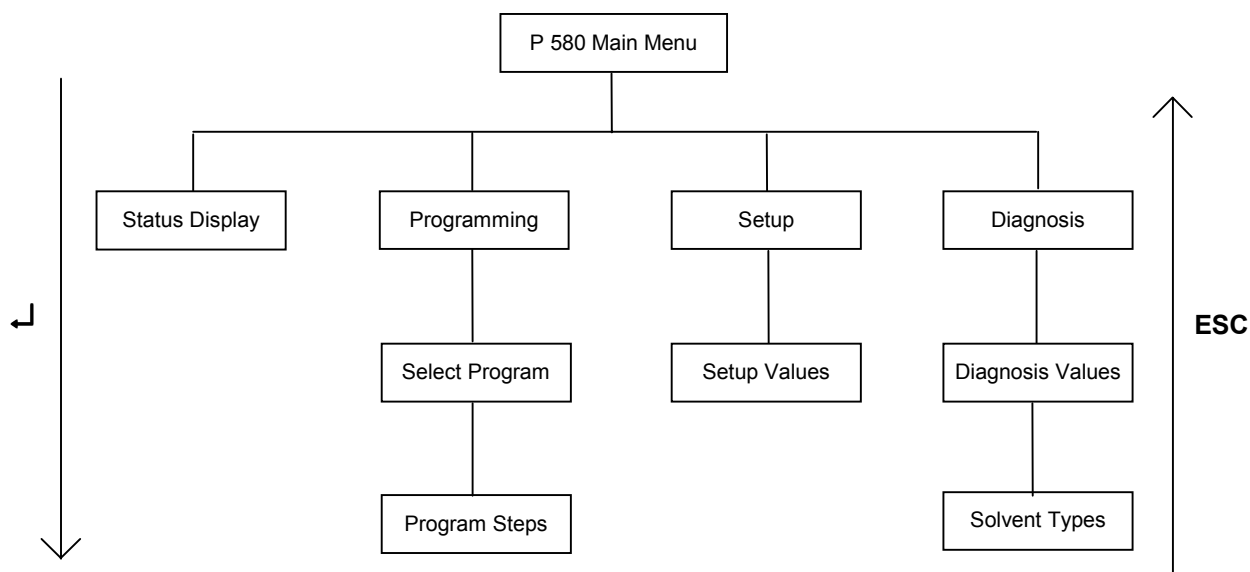 P 580 Main Menu
Status Display
Programming
Setup
Diagnosis
ESC
Select Program
Setup Values
Diagnosis Values
Program Steps
Solvent Types